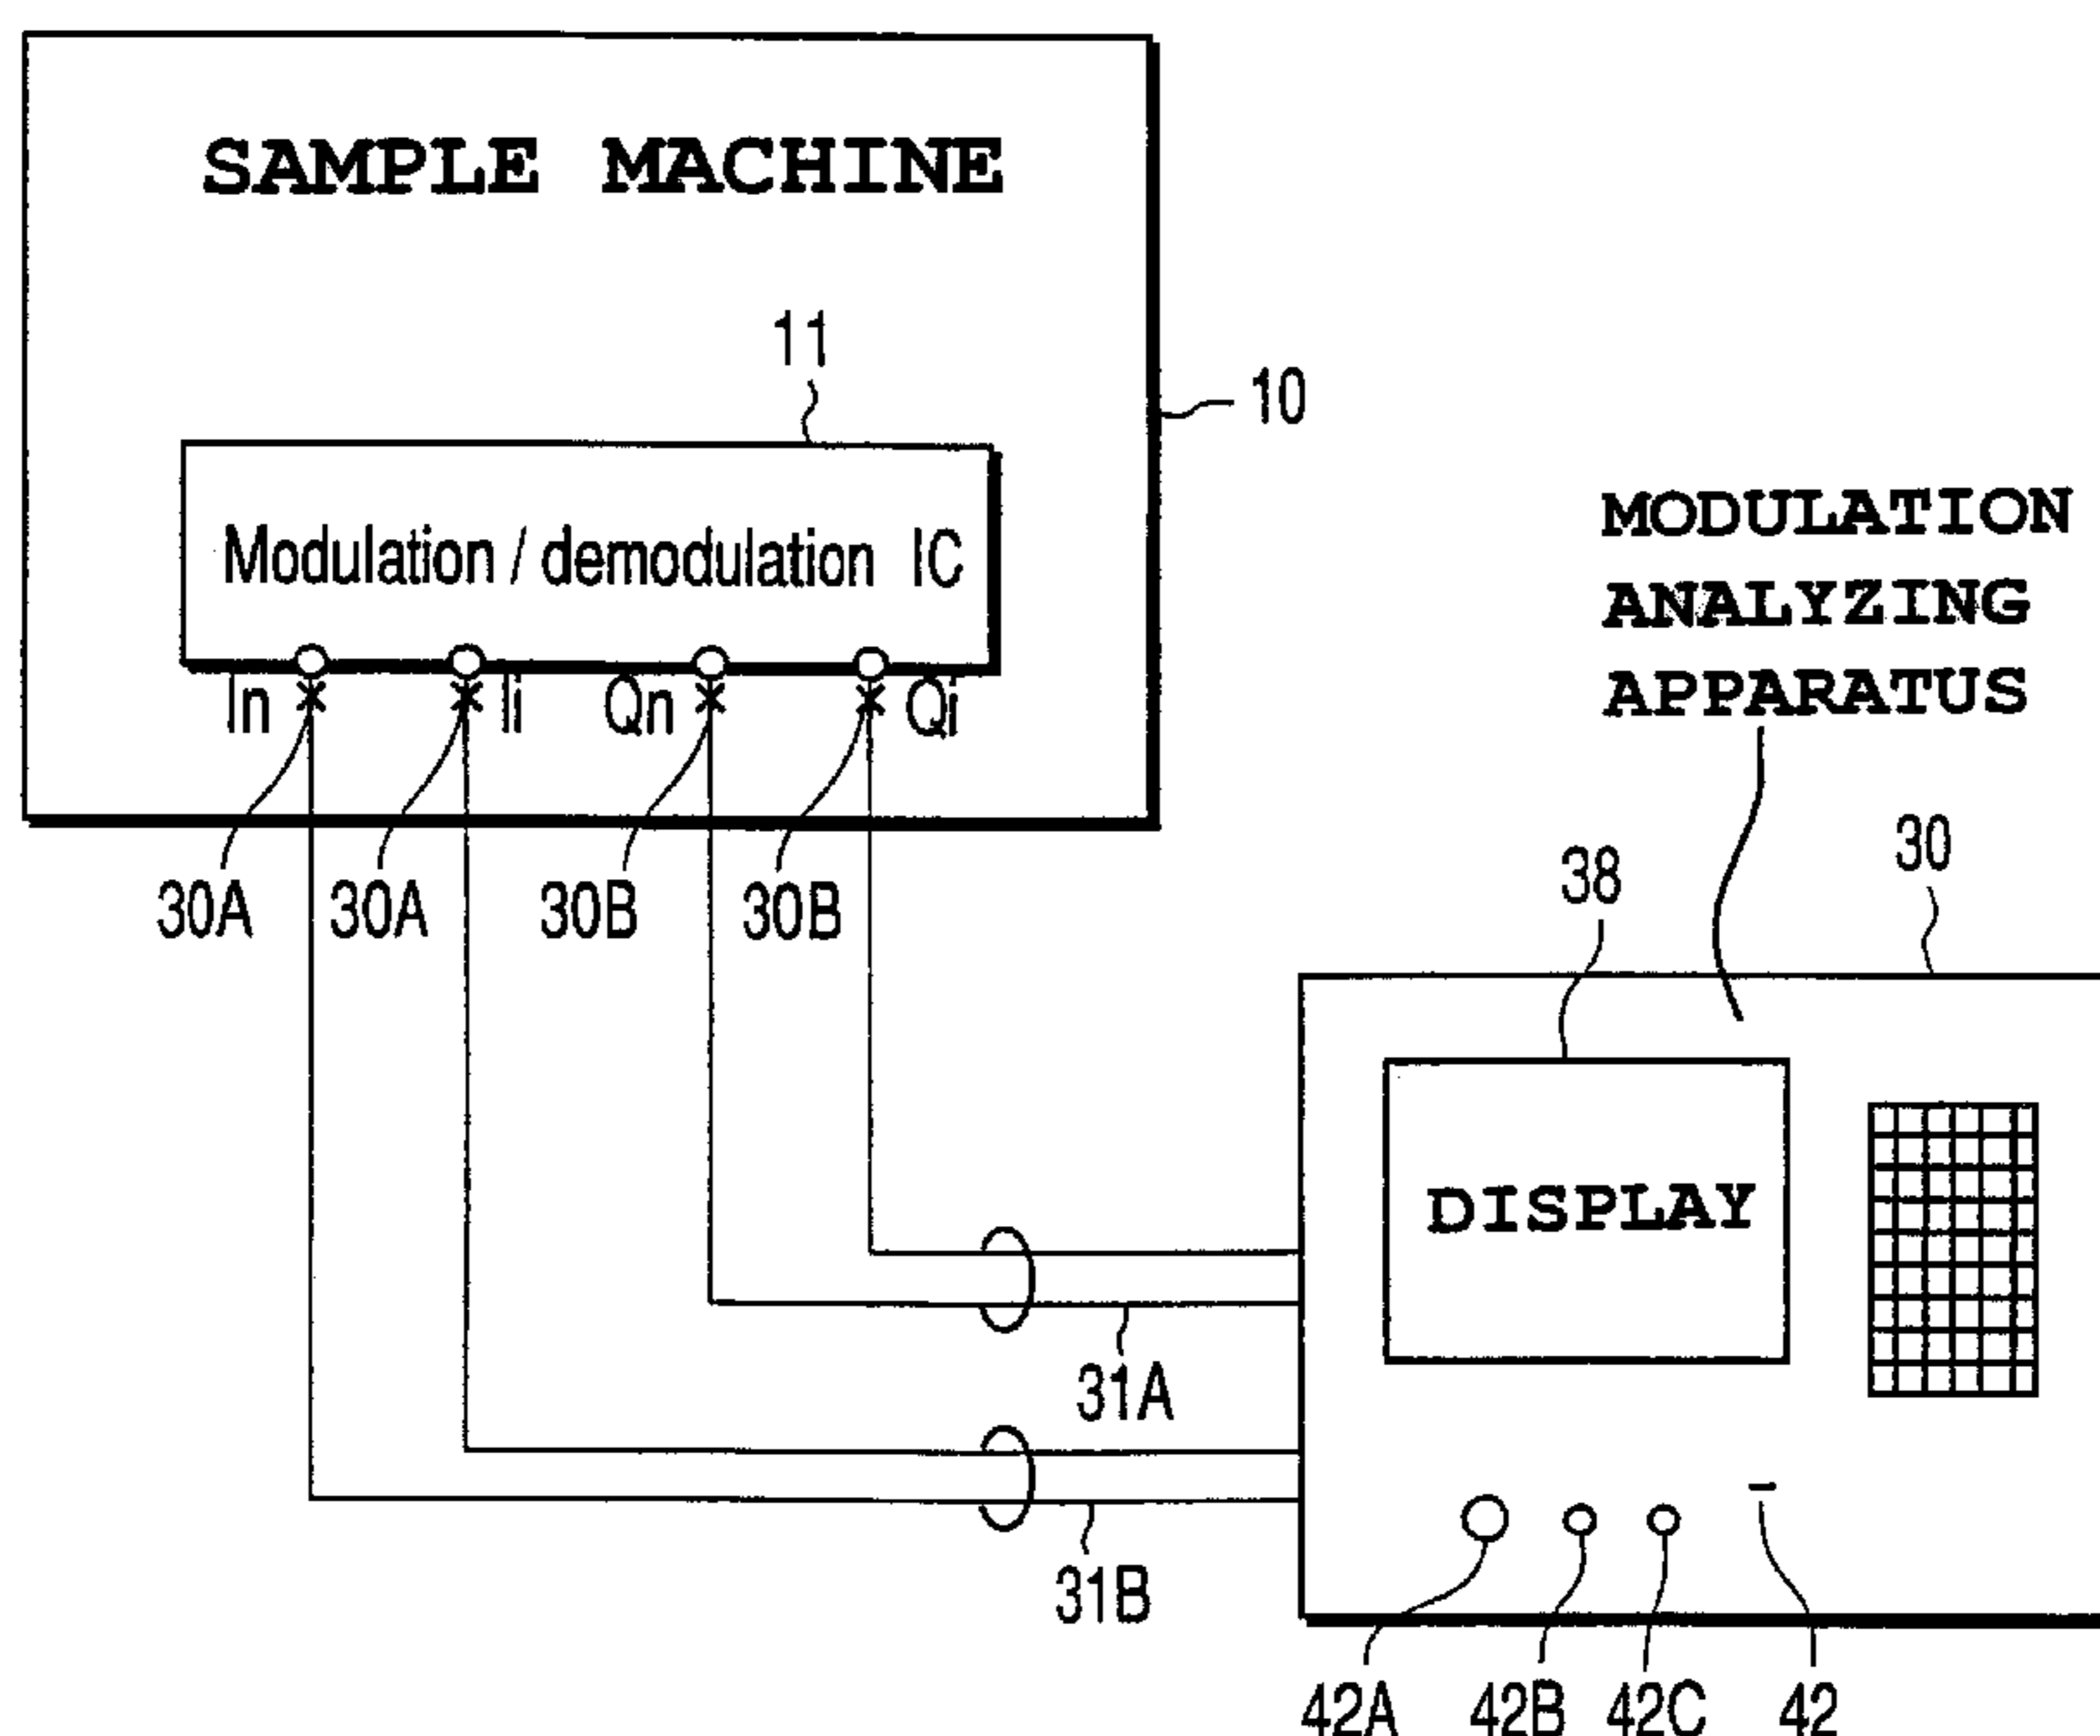 SAMPLE MACHINE
11
10
Modulation / demodulation IC
In
Ii
Qn
Qi
30A
30A
30B
30B
MODULATION
ANALYZING
APPARATUS
38
30
DISPLAY
31A
31B
42A
42B
42C
42